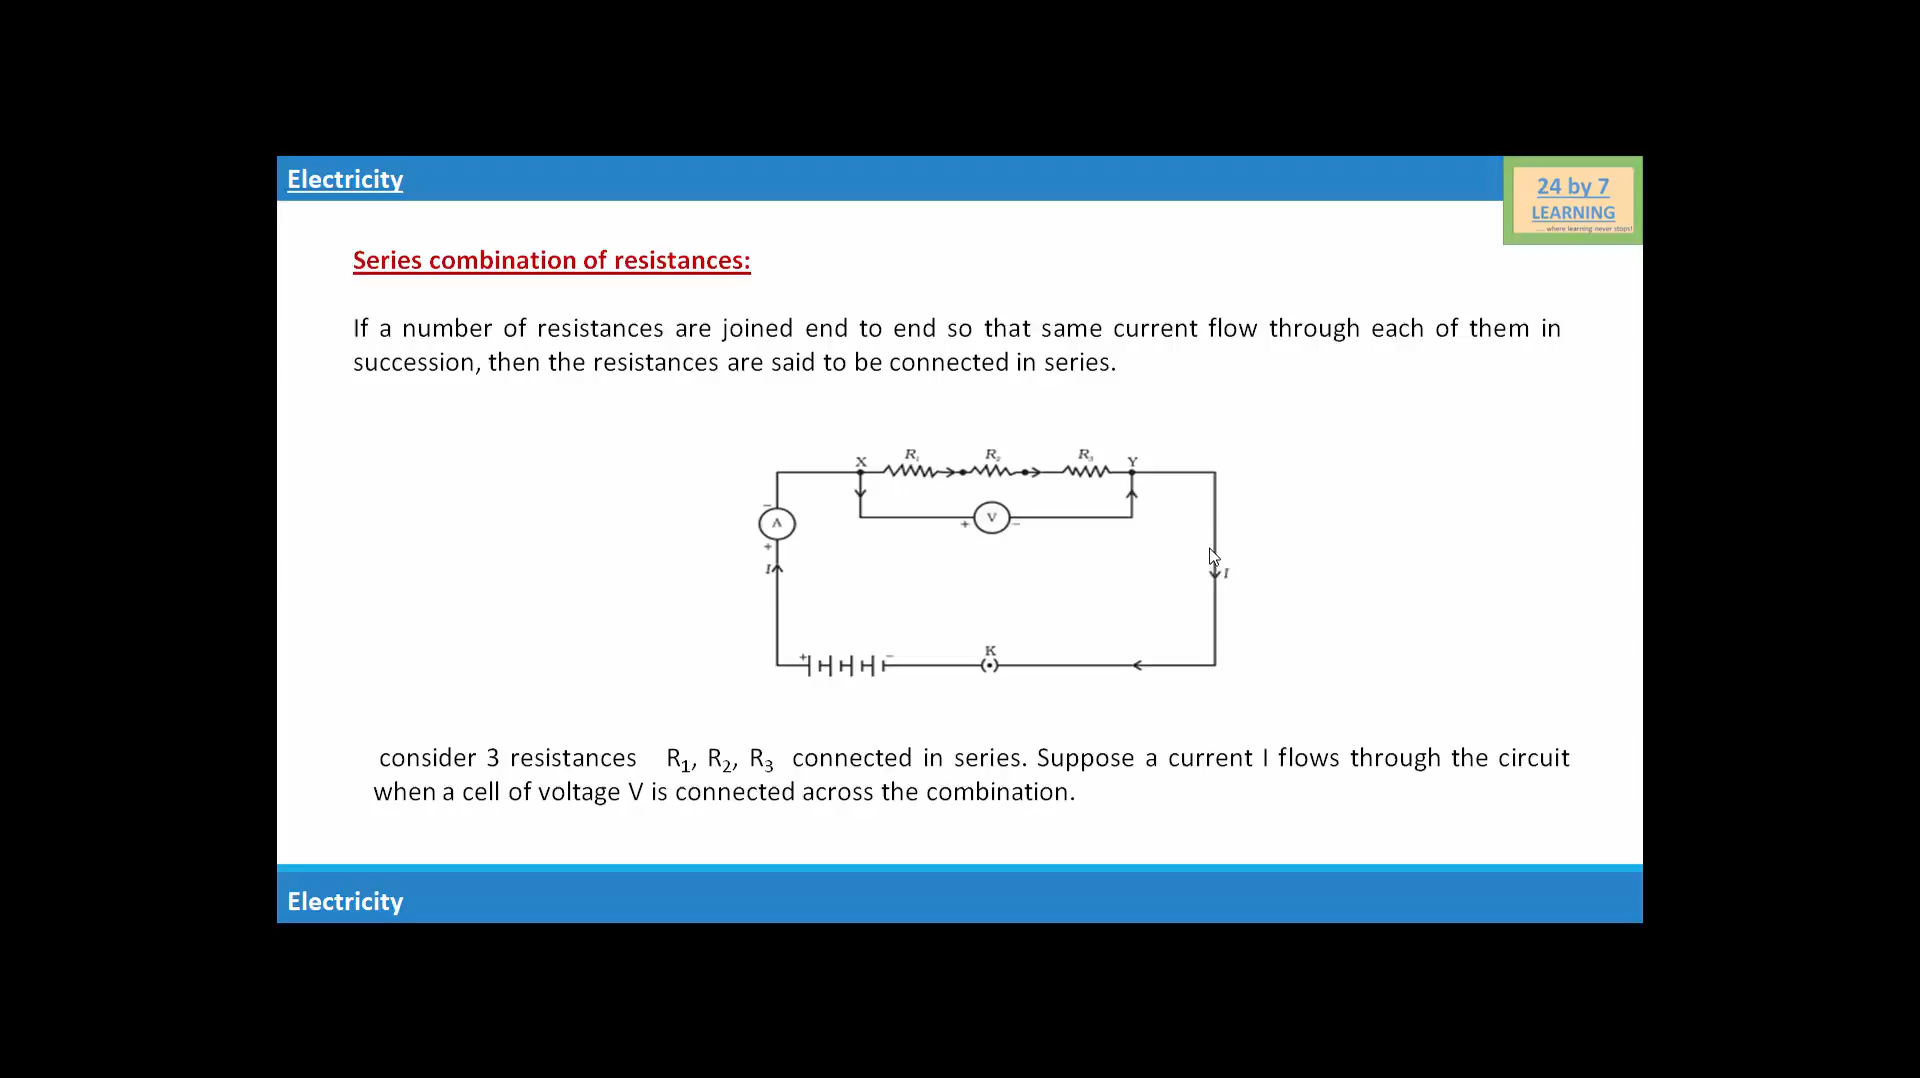 Electricity
24 by 7
LEARNING
.... where learning never stops!
Series combination of resistances:
If a number of resistances are joined end to end so that same current flow through each of them in
succession, then the resistances are said to be connected in series.
X R₁ R₂ R₃ Y
− A +
+ V −
I
I
+ −
K
consider 3 resistances R₁, R₂, R₃ connected in series. Suppose a current I flows through the circuit
when a cell of voltage V is connected across the combination.
Electricity